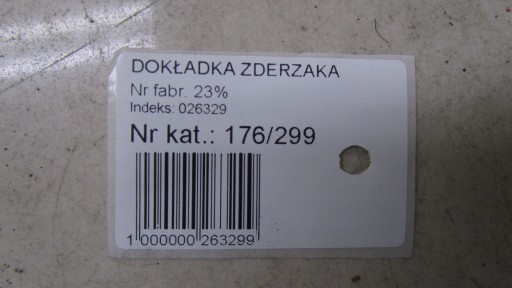 DOKŁADKA ZDERZAKA
Nr fabr. 23%
Indeks: 026329
Nr kat.: 176/299
1 000000 263299